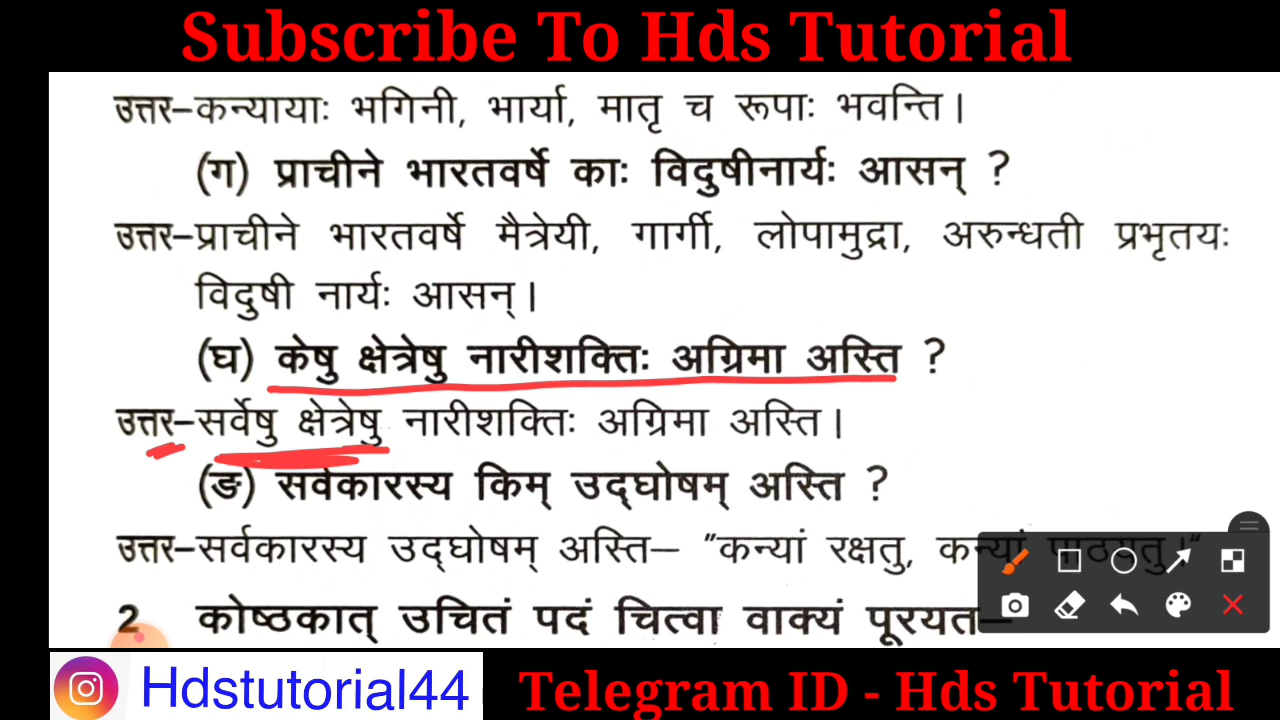 Subscribe To Hds Tutorial
उत्तर–कन्यायाः भगिनी, भार्या, मातृ च रूपाः भवन्ति।
(ग) प्राचीने भारतवर्षे काः विदुषीनार्यः आसन् ?
उत्तर–प्राचीने भारतवर्षे मैत्रेयी, गार्गी, लोपामुद्रा, अरुन्धती प्रभृतयः
विदुषी नार्यः आसन्।
(घ) केषु क्षेत्रेषु नारीशक्तिः अग्रिमा अस्ति ?
उत्तर–सर्वेषु क्षेत्रेषु नारीशक्तिः अग्रिमा अस्ति।
(ङ) सर्वकारस्य किम् उद्घोषम् अस्ति ?
उत्तर–सर्वकारस्य उद्घोषम् अस्ति– "कन्यां रक्षतु, कन्यां पाठयतु।"
2 कोष्ठकात् उचितं पदं चित्वा वाक्यं पूरयत–
Hdstutorial44
Telegram ID - Hds Tutorial